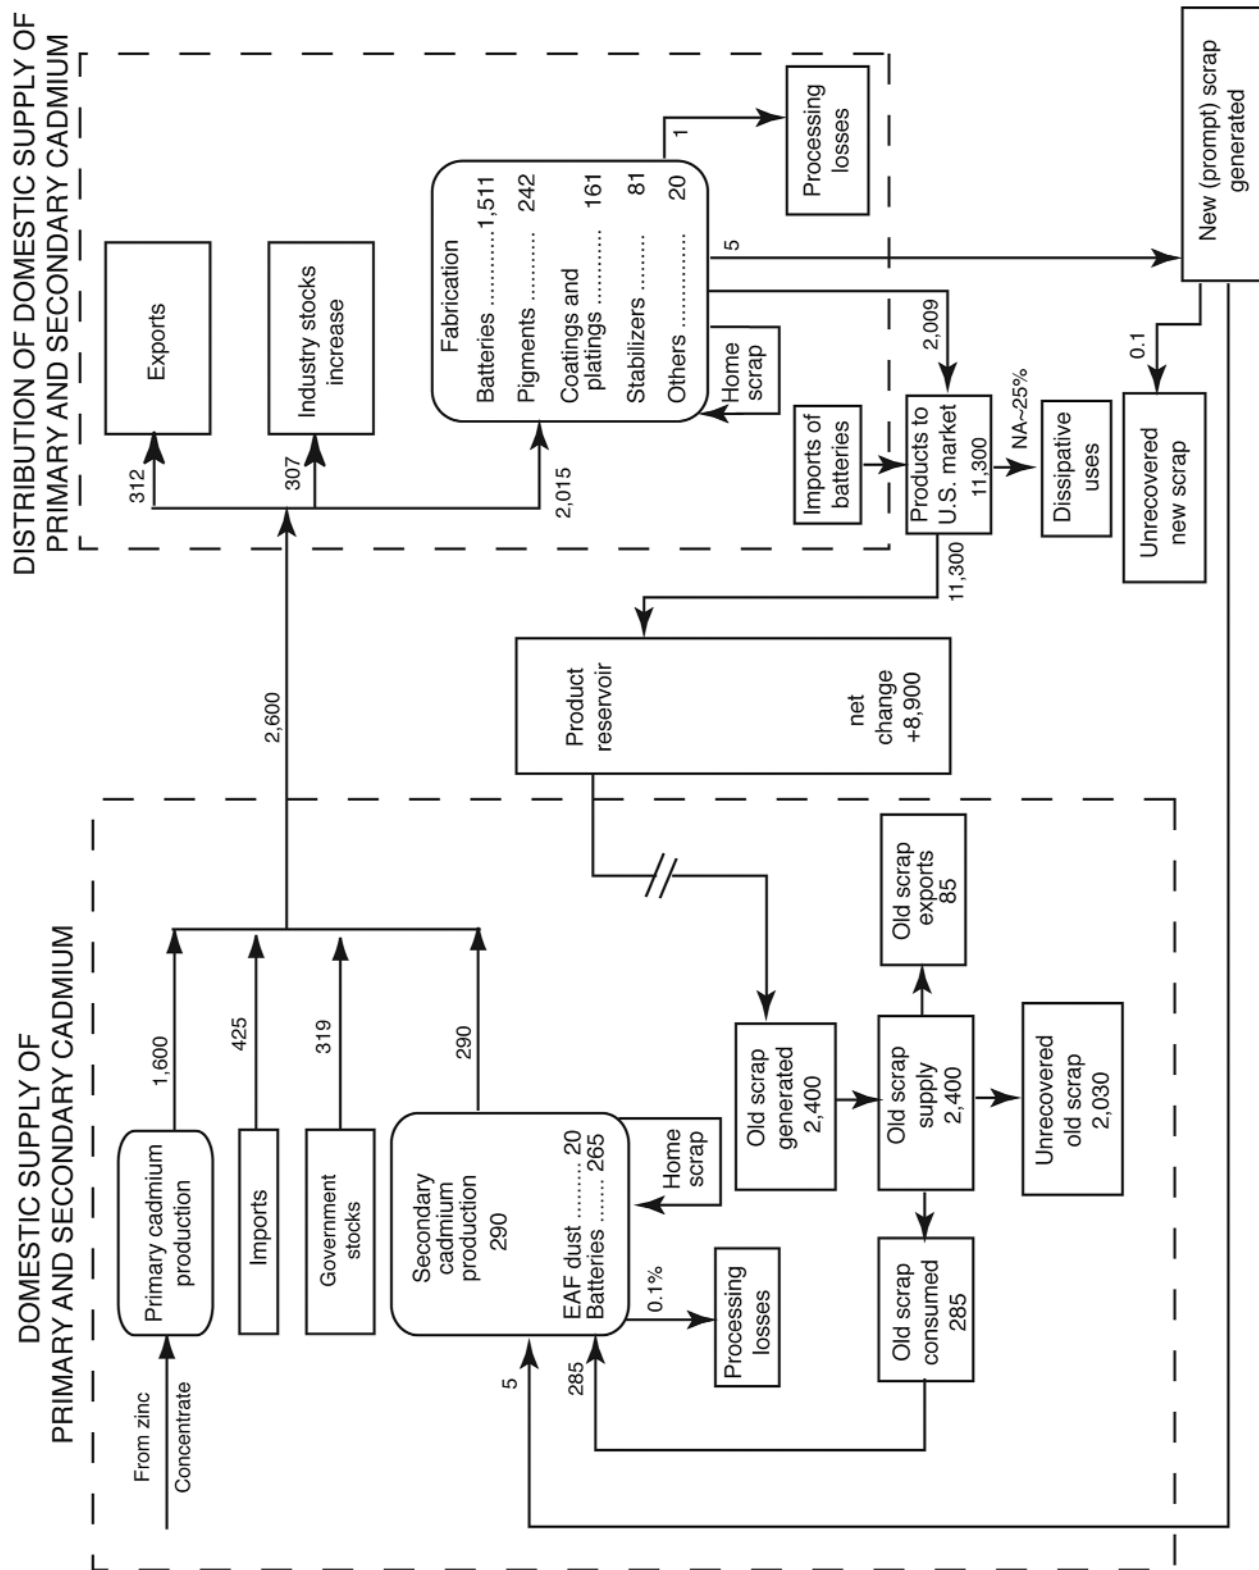 DOMESTIC SUPPLY OF
PRIMARY AND SECONDARY CADMIUM
From zinc
Concentrate
Primary cadmium
production
1,600
Imports
425
Government
stocks
319
Secondary
cadmium
production
290
EAF dust .......... 20
Batteries ........ 265
290
Home
scrap
5
285
0.1%
Processing
losses
Old scrap
generated
2,400
Old scrap
supply
2,400
Old scrap
consumed
285
Old scrap
exports
85
Unrecovered
old scrap
2,030
2,600
Product
reservoir
net
change
+8,900
11,300
DISTRIBUTION OF DOMESTIC SUPPLY OF
PRIMARY AND SECONDARY CADMIUM
312
Exports
307
Industry stocks
increase
2,015
Fabrication
Batteries ...........1,511
Pigments ........... 242
Coatings and
platings ........... 161
Stabilizers ......... 81
Others ............... 20
Home
scrap
1
Processing
losses
5
2,009
Imports of
batteries
Products to
U.S. market
11,300
NA~25%
Dissipative
uses
0.1
Unrecovered
new scrap
New (prompt) scrap
generated